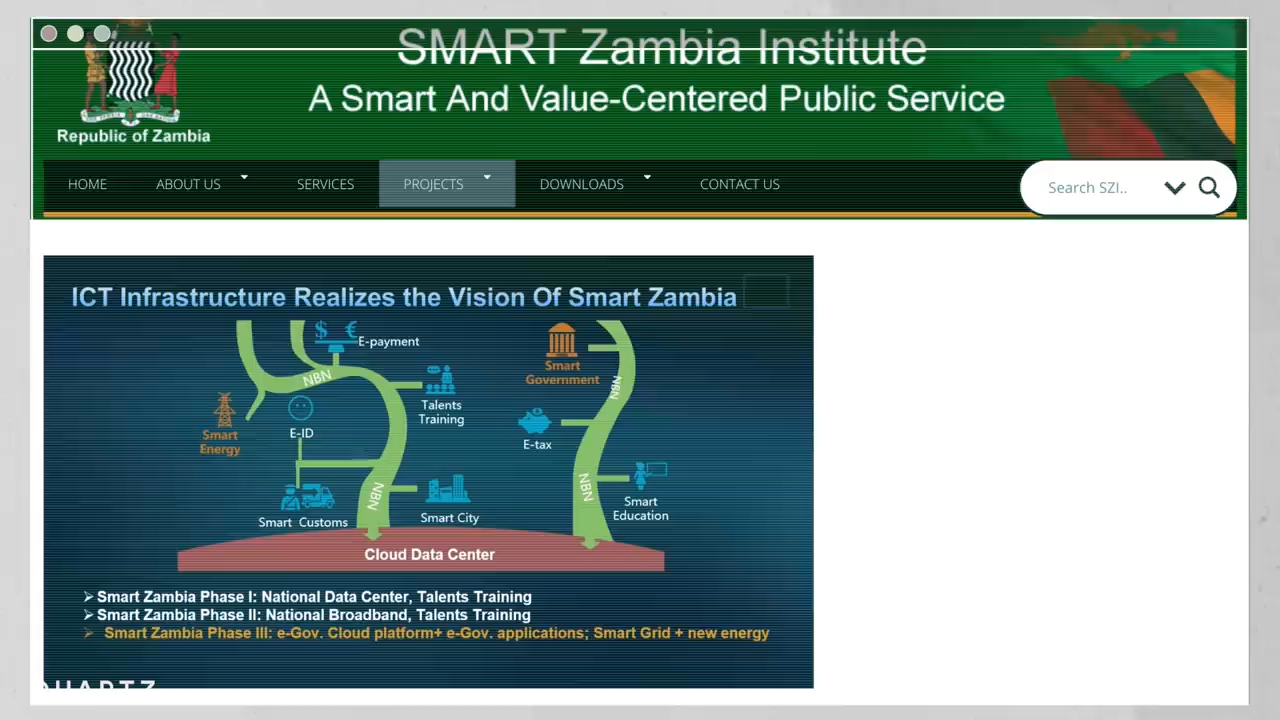 SMART Zambia Institute
A Smart And Value-Centered Public Service
Republic of Zambia
HOME ABOUT US SERVICES PROJECTS DOWNLOADS CONTACT US
Search SZI..
ICT Infrastructure Realizes the Vision Of Smart Zambia
$ €
E-payment
NBN
Talents
Training
Smart
Energy
E-ID
NBN
Smart Customs
Smart City
Smart
Government
NBN
E-tax
NBN
Smart
Education
Cloud Data Center
➢Smart Zambia Phase I: National Data Center, Talents Training
➢Smart Zambia Phase II: National Broadband, Talents Training
➢ Smart Zambia Phase III: e-Gov. Cloud platform+ e-Gov. applications; Smart Grid + new energy